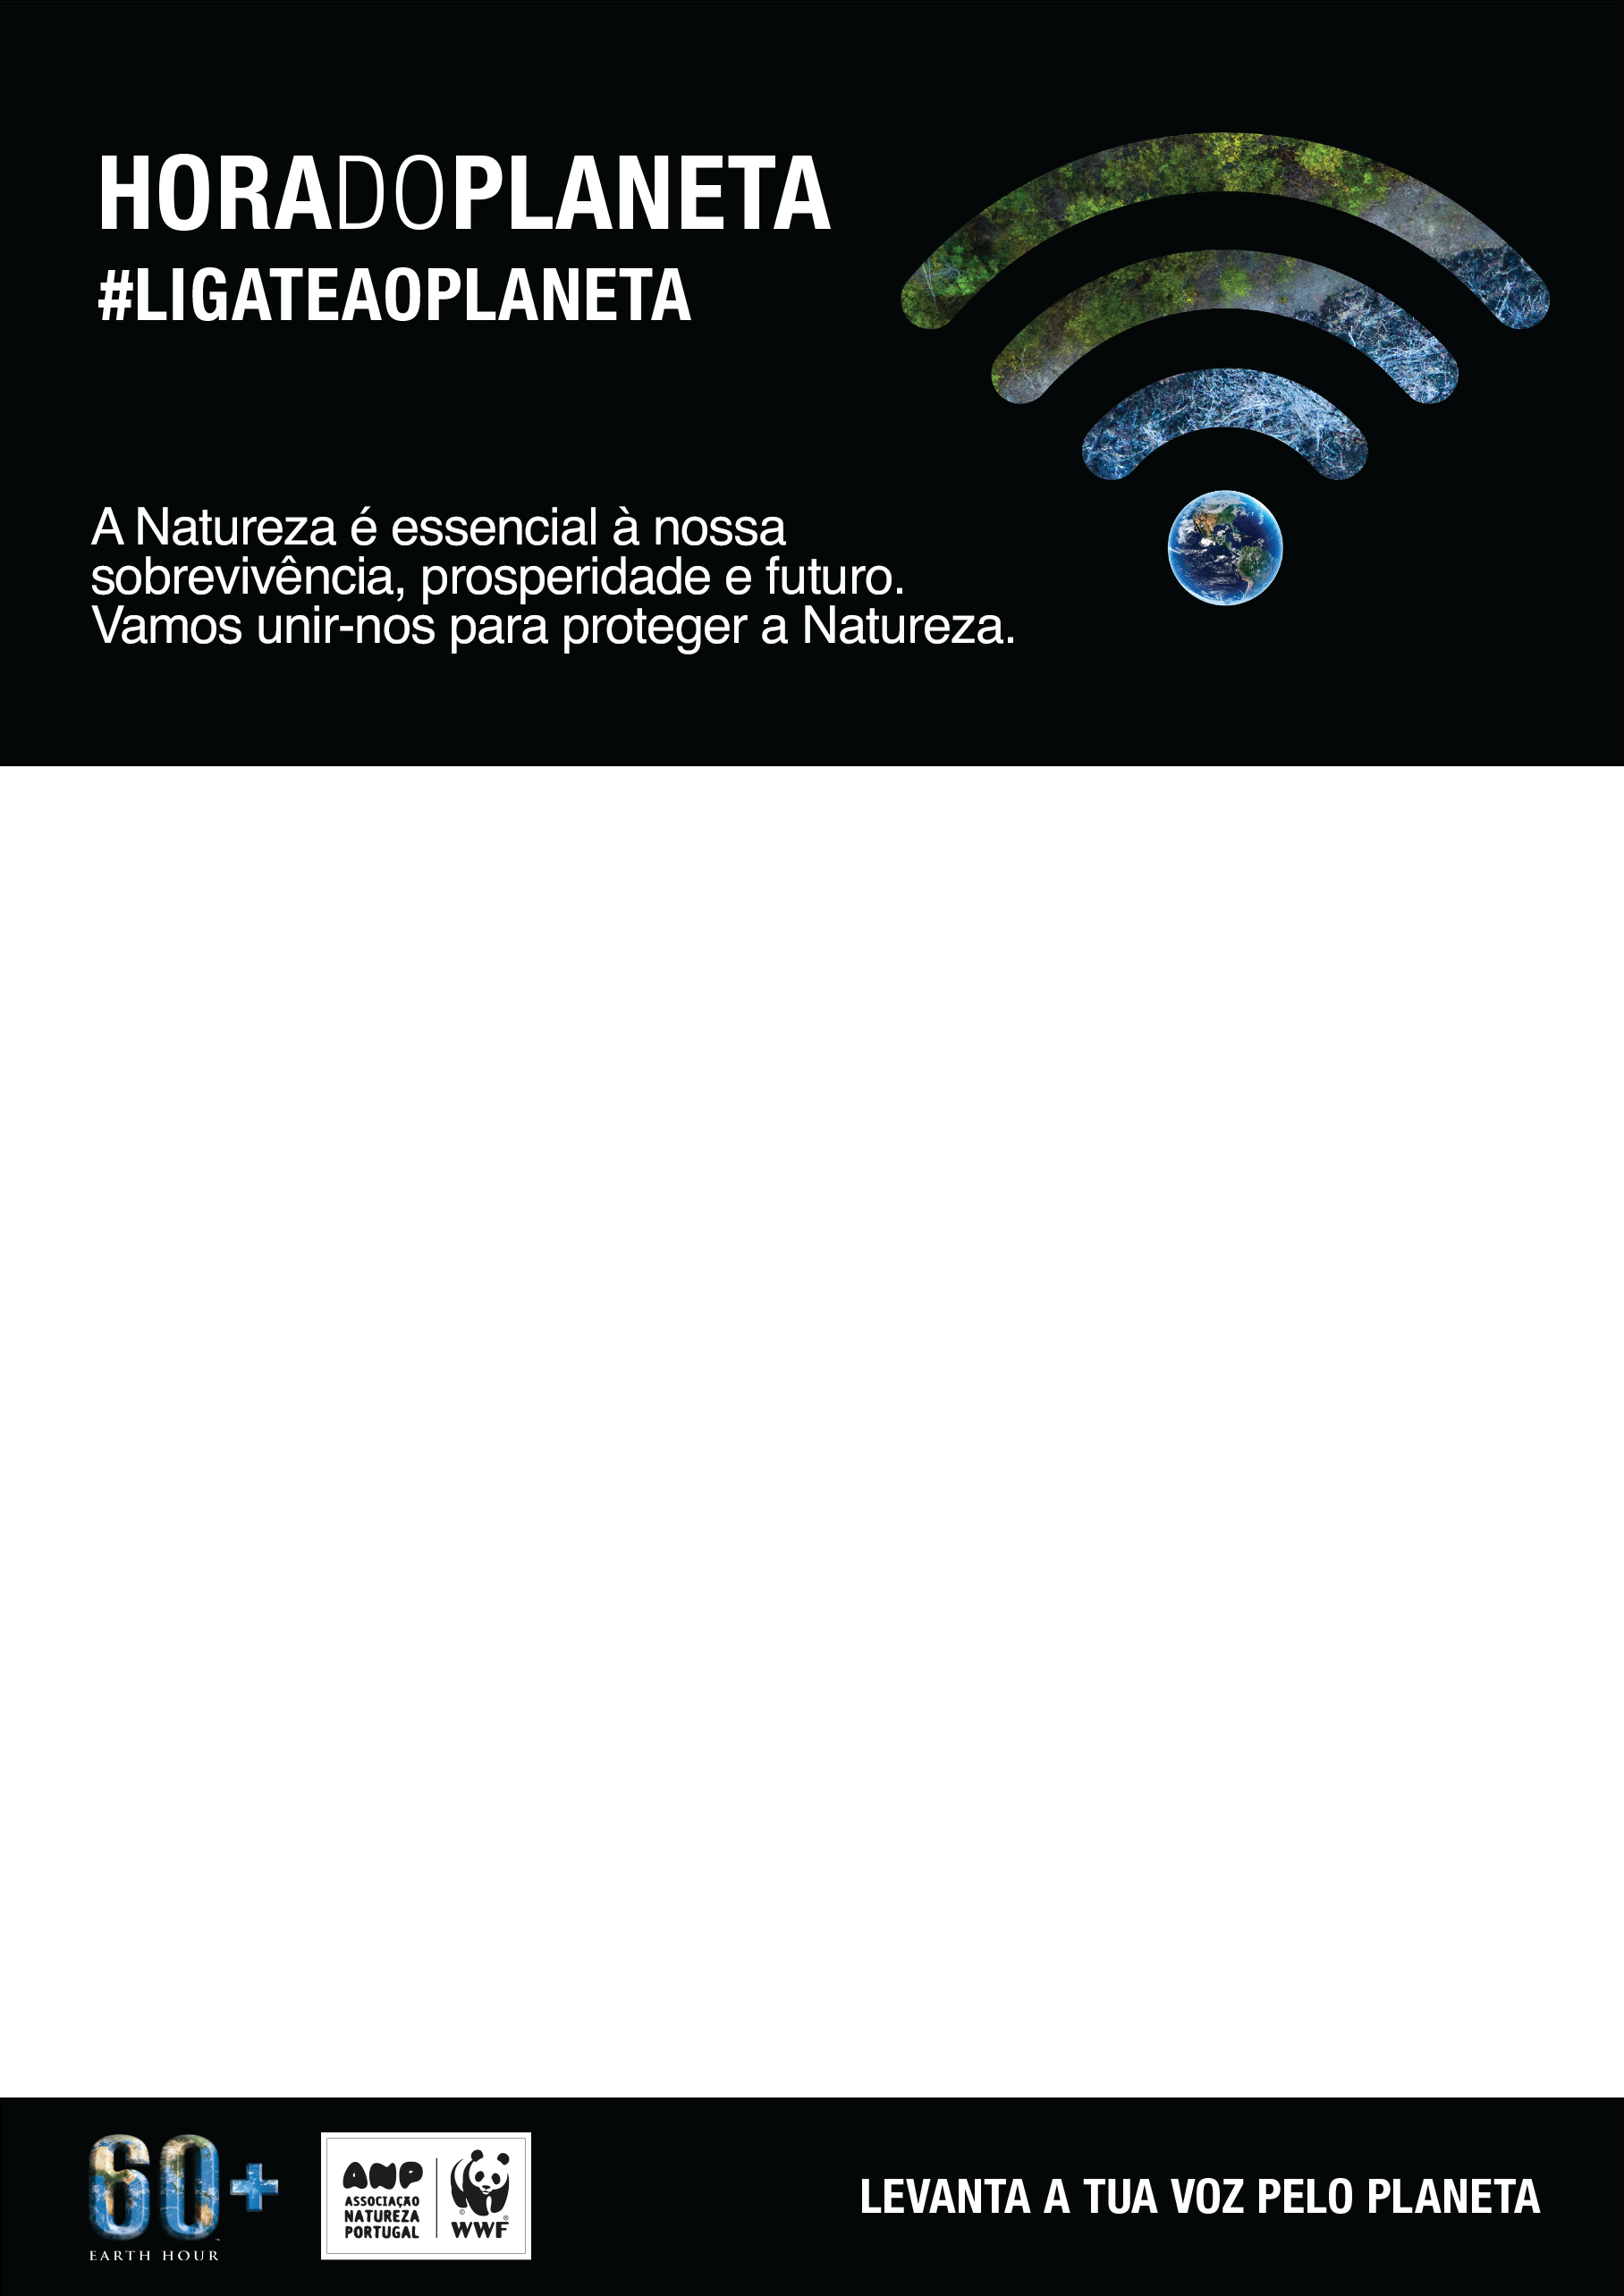 HORADOPLANETA
#LIGATEAOPLANETA
A Natureza é essencial à nossa
sobrevivência, prosperidade e futuro.
Vamos unir-nos para proteger a Natureza.
60+
EARTH HOUR
ANP
ASSOCIAÇÃO
NATUREZA
PORTUGAL
WWF
LEVANTA A TUA VOZ PELO PLANETA